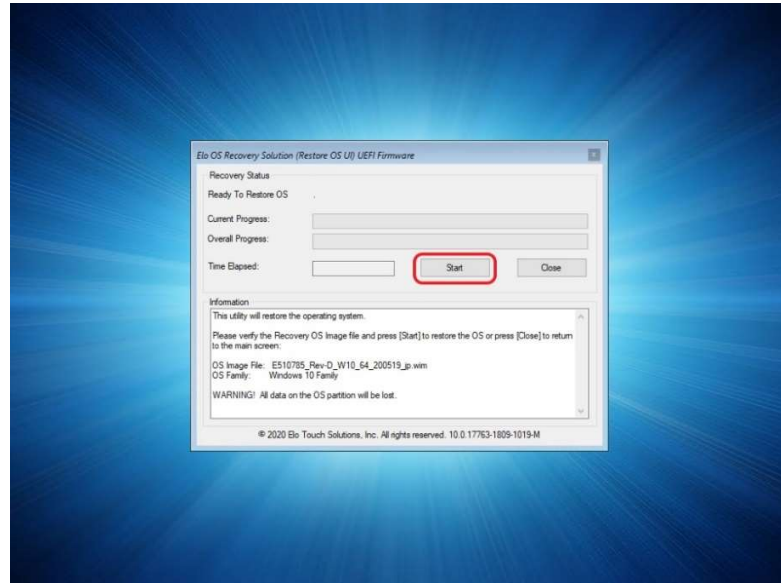 Elo OS Recovery Solution (Restore OS UI) UEFI Firmware
x
Recovery Status
Ready To Restore OS .
Current Progress:
Overall Progress:
Time Elapsed:
Start
Close
Information
This utility will restore the operating system.
Please verify the Recovery OS Image file and press [Start] to restore the OS or press [Close] to return
to the main screen:
OS Image File: E510785_Rev-D_W10_64_200519_jp.wim
OS Family: Windows 10 Family
WARNING! All data on the OS partition will be lost.
© 2020 Elo Touch Solutions, Inc. All rights reserved. 10.0.17763-1809-1019-M